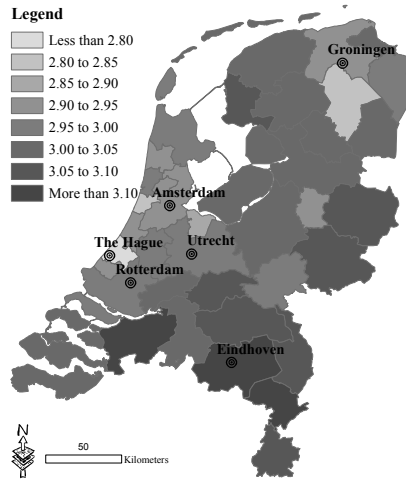 Legend
Less than 2.80
2.80 to 2.85
2.85 to 2.90
2.90 to 2.95
2.95 to 3.00
3.00 to 3.05
3.05 to 3.10
More than 3.10
Groningen
Amsterdam
The Hague
Utrecht
Rotterdam
Eindhoven
N
50
Kilometers